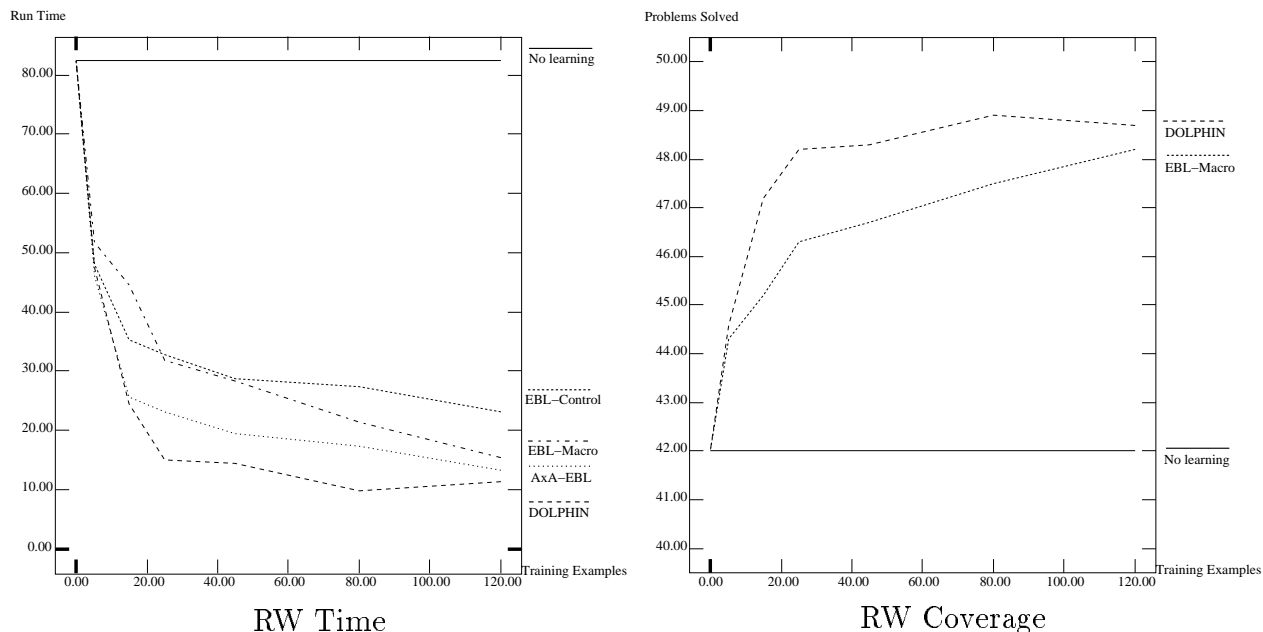 Run Time
80.00
70.00
60.00
50.00
40.00
30.00
20.00
10.00
0.00
0.00 20.00 40.00 60.00 80.00 100.00 120.00
Training Examples
No learning
EBL–Control
EBL–Macro
AxA–EBL
DOLPHIN
RW Time
Problems Solved
50.00
49.00
48.00
47.00
46.00
45.00
44.00
43.00
42.00
41.00
40.00
0.00 20.00 40.00 60.00 80.00 100.00 120.00
Training Examples
DOLPHIN
EBL–Macro
No learning
RW Coverage